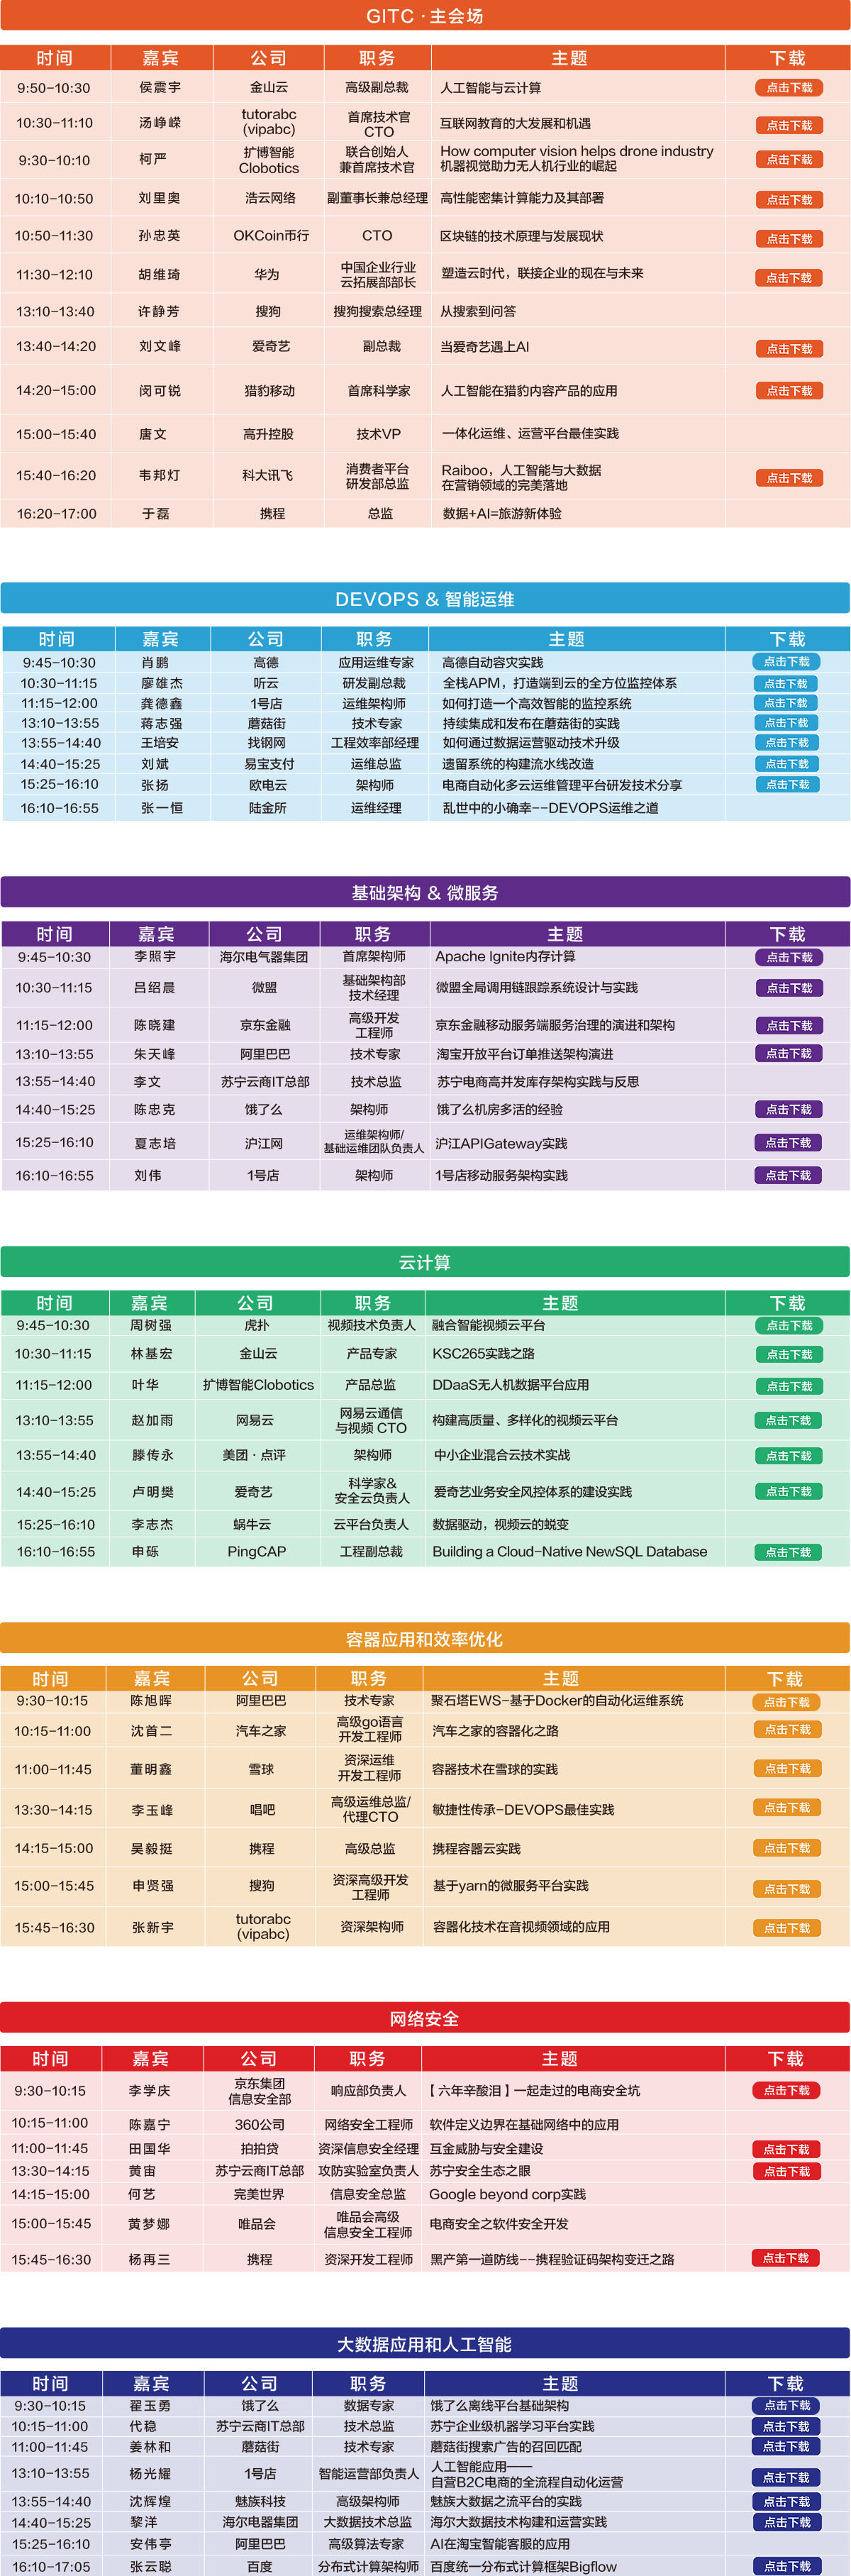 GITC · 主会场
时间 嘉宾 公司 职务 主题 下载
9:50-10:30 侯震宇 金山云 高级副总裁 人工智能与云计算 点击下载
10:30-11:10 汤峥嵘 tutorabc (vipabc) 首席技术官 CTO 互联网教育的大发展和机遇 点击下载
9:30-10:10 柯严 扩博智能 Clobotics 联合创始人 兼首席技术官 How computer vision helps drone industry 机器视觉助力无人机行业的崛起 点击下载
10:10-10:50 刘里奥 浩云网络 副董事长兼总经理 高性能密集计算能力及其部署 点击下载
10:50-11:30 孙忠英 OKCoin币行 CTO 区块链的技术原理与发展现状 点击下载
11:30-12:10 胡维琦 华为 中国企业行业 云拓展部部长 塑造云时代，联接企业的现在与未来 点击下载
13:10-13:40 许静芳 搜狗 搜狗搜索总经理 从搜索到问答
13:40-14:20 刘文峰 爱奇艺 副总裁 当爱奇艺遇上AI 点击下载
14:20-15:00 闵可锐 猎豹移动 首席科学家 人工智能在猎豹内容产品的应用 点击下载
15:00-15:40 唐文 高升控股 技术VP 一体化运维、运营平台最佳实践
15:40-16:20 韦邦灯 科大讯飞 消费者平台 研发部总监 Raiboo，人工智能与大数据 在营销领域的完美落地 点击下载
16:20-17:00 于磊 携程 总监 数据+AI=旅游新体验
DEVOPS & 智能运维
时间 嘉宾 公司 职务 主题 下载
9:45-10:30 肖鹏 高德 应用运维专家 高德自动容灾实践 点击下载
10:30-11:15 廖雄杰 听云 研发副总裁 全栈APM，打造端到云的全方位监控体系 点击下载
11:15-12:00 龚德鑫 1号店 运维架构师 如何打造一个高效智能的监控系统 点击下载
13:10-13:55 蒋志强 蘑菇街 技术专家 持续集成和发布在蘑菇街的实践 点击下载
13:55-14:40 王培安 找钢网 工程效率部经理 如何通过数据运营驱动技术升级 点击下载
14:40-15:25 刘斌 易宝支付 运维总监 遗留系统的构建流水线改造 点击下载
15:25-16:10 张扬 欧电云 架构师 电商自动化多云运维管理平台研发技术分享 点击下载
16:10-16:55 张一恒 陆金所 运维经理 乱世中的小确幸--DEVOPS运维之道
基础架构 & 微服务
时间 嘉宾 公司 职务 主题 下载
9:45-10:30 李照宇 海尔电气器集团 首席架构师 Apache Ignite内存计算 点击下载
10:30-11:15 吕绍晨 微盟 基础架构部 技术经理 微盟全局调用链跟踪系统设计与实践 点击下载
11:15-12:00 陈晓建 京东金融 高级开发 工程师 京东金融移动服务端服务治理的演进和架构 点击下载
13:10-13:55 朱天峰 阿里巴巴 技术专家 淘宝开放平台订单推送架构演进 点击下载
13:55-14:40 李文 苏宁云商IT总部 技术总监 苏宁电商高并发库存架构实践与反思
14:40-15:25 陈忠克 饿了么 架构师 饿了么机房多活的经验 点击下载
15:25-16:10 夏志培 沪江网 运维架构师/ 基础运维团队负责人 沪江APIGateway实践 点击下载
16:10-16:55 刘伟 1号店 架构师 1号店移动服务架构实践 点击下载
云计算
时间 嘉宾 公司 职务 主题 下载
9:45-10:30 周树强 虎扑 视频技术负责人 融合智能视频云平台 点击下载
10:30-11:15 林基宏 金山云 产品专家 KSC265实践之路 点击下载
11:15-12:00 叶华 扩博智能Clobotics 产品总监 DDaaS无人机数据平台应用 点击下载
13:10-13:55 赵加雨 网易云 网易云通信 与视频 CTO 构建高质量、多样化的视频云平台 点击下载
13:55-14:40 滕传永 美团 · 点评 架构师 中小企业混合云技术实战 点击下载
14:40-15:25 卢明樊 爱奇艺 科学家& 安全云负责人 爱奇艺业务安全风控体系的建设实践 点击下载
15:25-16:10 李志杰 蜗牛云 云平台负责人 数据驱动，视频云的蜕变
16:10-16:55 申砾 PingCAP 工程副总裁 Building a Cloud-Native NewSQL Database 点击下载
容器应用和效率优化
时间 嘉宾 公司 职务 主题 下载
9:30-10:15 陈旭晖 阿里巴巴 技术专家 聚石塔EWS-基于Docker的自动化运维系统 点击下载
10:15-11:00 沈首二 汽车之家 高级go语言 开发工程师 汽车之家的容器化之路 点击下载
11:00-11:45 董明鑫 雪球 资深运维 开发工程师 容器技术在雪球的实践 点击下载
13:30-14:15 李玉峰 唱吧 高级运维总监/ 代理CTO 敏捷性传承-DEVOPS最佳实践 点击下载
14:15-15:00 吴毅挺 携程 高级总监 携程容器云实践 点击下载
15:00-15:45 申贤强 搜狗 资深高级开发 工程师 基于yarn的微服务平台实践 点击下载
15:45-16:30 张新宇 tutorabc (vipabc) 资深架构师 容器化技术在音视频领域的应用 点击下载
网络安全
时间 嘉宾 公司 职务 主题 下载
9:30-10:15 李学庆 京东集团 信息安全部 响应部负责人 【六年辛酸泪】一起走过的电商安全坑 点击下载
10:15-11:00 陈嘉宁 360公司 网络安全工程师 软件定义边界在基础网络中的应用
11:00-11:45 田国华 拍拍贷 资深信息安全经理 互金威胁与安全建设 点击下载
13:30-14:15 黄宙 苏宁云商IT总部 攻防实验室负责人 苏宁安全生态之眼 点击下载
14:15-15:00 何艺 完美世界 信息安全总监 Google beyond corp实践
15:00-15:45 黄梦娜 唯品会 唯品会高级 信息安全工程师 电商安全之软件安全开发
15:45-16:30 杨再三 携程 资深开发工程师 黑产第一道防线--携程验证码架构变迁之路 点击下载
大数据应用和人工智能
时间 嘉宾 公司 职务 主题 下载
9:30-10:15 翟玉勇 饿了么 数据专家 饿了么离线平台基础架构 点击下载
10:15-11:00 代稳 苏宁云商IT总部 技术总监 苏宁企业级机器学习平台实践 点击下载
11:00-11:45 姜林和 蘑菇街 技术专家 蘑菇街搜索广告的召回匹配 点击下载
13:10-13:55 杨光耀 1号店 智能运营部负责人 人工智能应用—— 自营B2C电商的全流程自动化运营 点击下载
13:55-14:40 沈辉煌 魅族科技 高级架构师 魅族大数据之流平台的实践 点击下载
14:40-15:25 黎洋 海尔电器集团 大数据技术总监 海尔大数据技术构建和运营实践 点击下载
15:25-16:10 安伟亭 阿里巴巴 高级算法专家 AI在淘宝智能客服的应用
16:10-17:05 张云聪 百度 分布式计算架构师 百度统一分布式计算框架Bigflow 点击下载